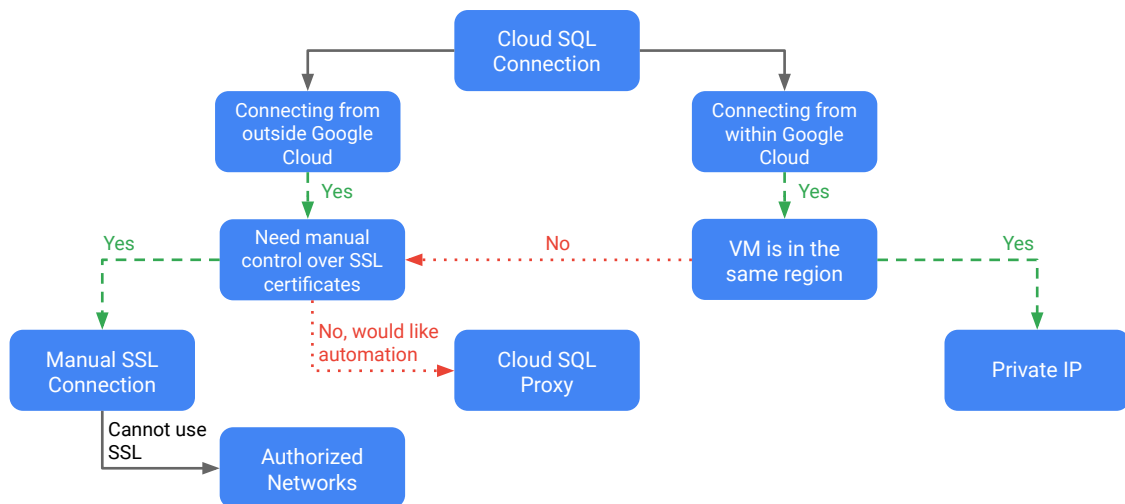 Cloud SQL
Connection
Connecting from
outside Google
Cloud
Connecting from
within Google
Cloud
Yes
Yes
Need manual
control over SSL
certificates
No
VM is in the
same region
Yes
Yes
No, would like
automation
Manual SSL
Connection
Cloud SQL
Proxy
Private IP
Cannot use
SSL
Authorized
Networks